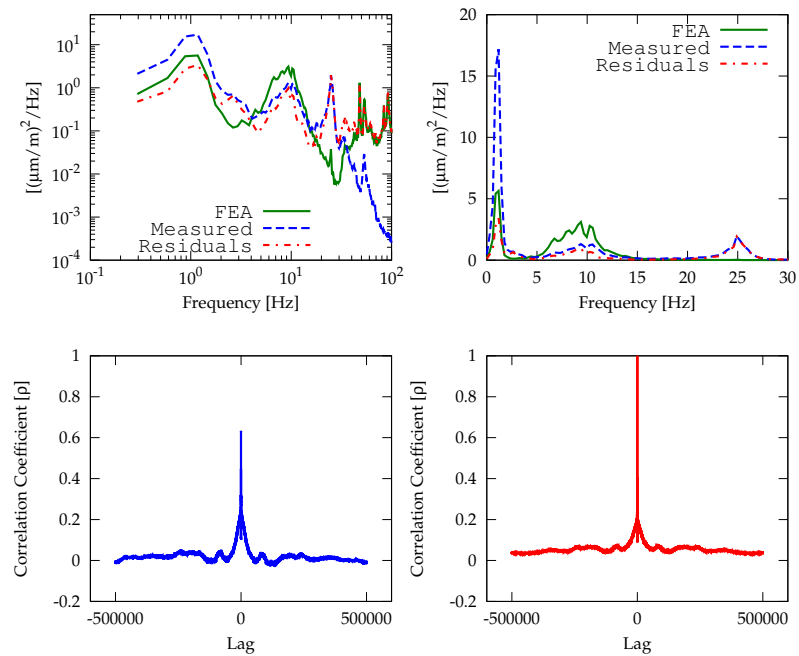 [(μm/ m)²/Hz]
10¹
10⁰
10⁻¹
10⁻²
10⁻³
10⁻⁴
FEA
Measured
Residuals
10⁻¹ 10⁰ 10¹ 10²
Frequency [Hz]
[(μm/ m)²/Hz]
20
15
10
5
0
FEA
Measured
Residuals
0 5 10 15 20 25 30
Frequency [Hz]
Correlation Coefficient [ρ]
1
0.8
0.6
0.4
0.2
0
-0.2
-500000 0 500000
Lag
Correlation Coefficient [ρ]
1
0.8
0.6
0.4
0.2
0
-0.2
-500000 0 500000
Lag